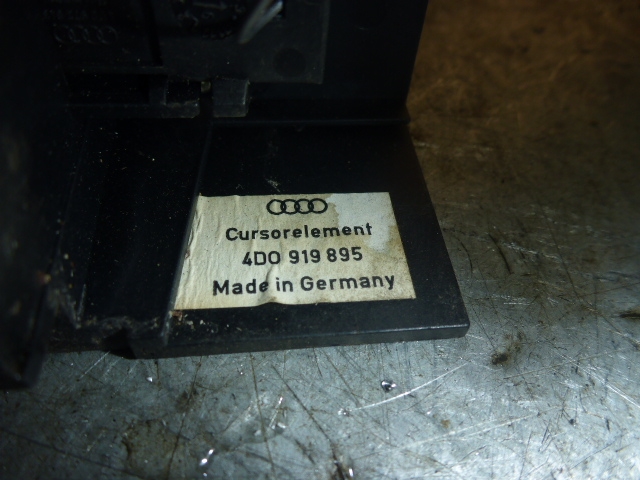 Cursorelement
4D0 919 895
Made in Germany